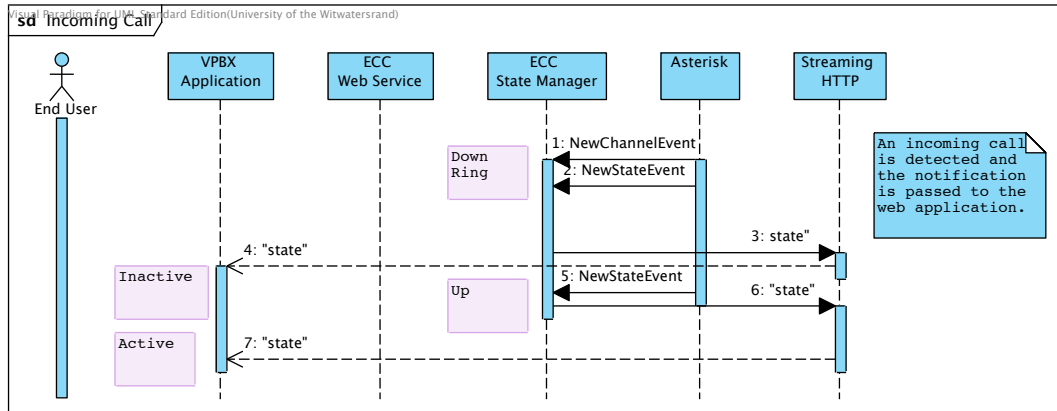 Visual Paradigm for UML Standard Edition(University of the Witwatersrand)
sd Incoming Call
End User
VPBX
Application
ECC
Web Service
ECC
State Manager
Asterisk
Streaming
HTTP
An incoming call
is detected and
the notification
is passed to the
web application.
1: NewChannelEvent
Down
Ring
2: NewStateEvent
3: state"
4: "state"
Inactive
5: NewStateEvent
Up
6: "state"
Active
7: "state"